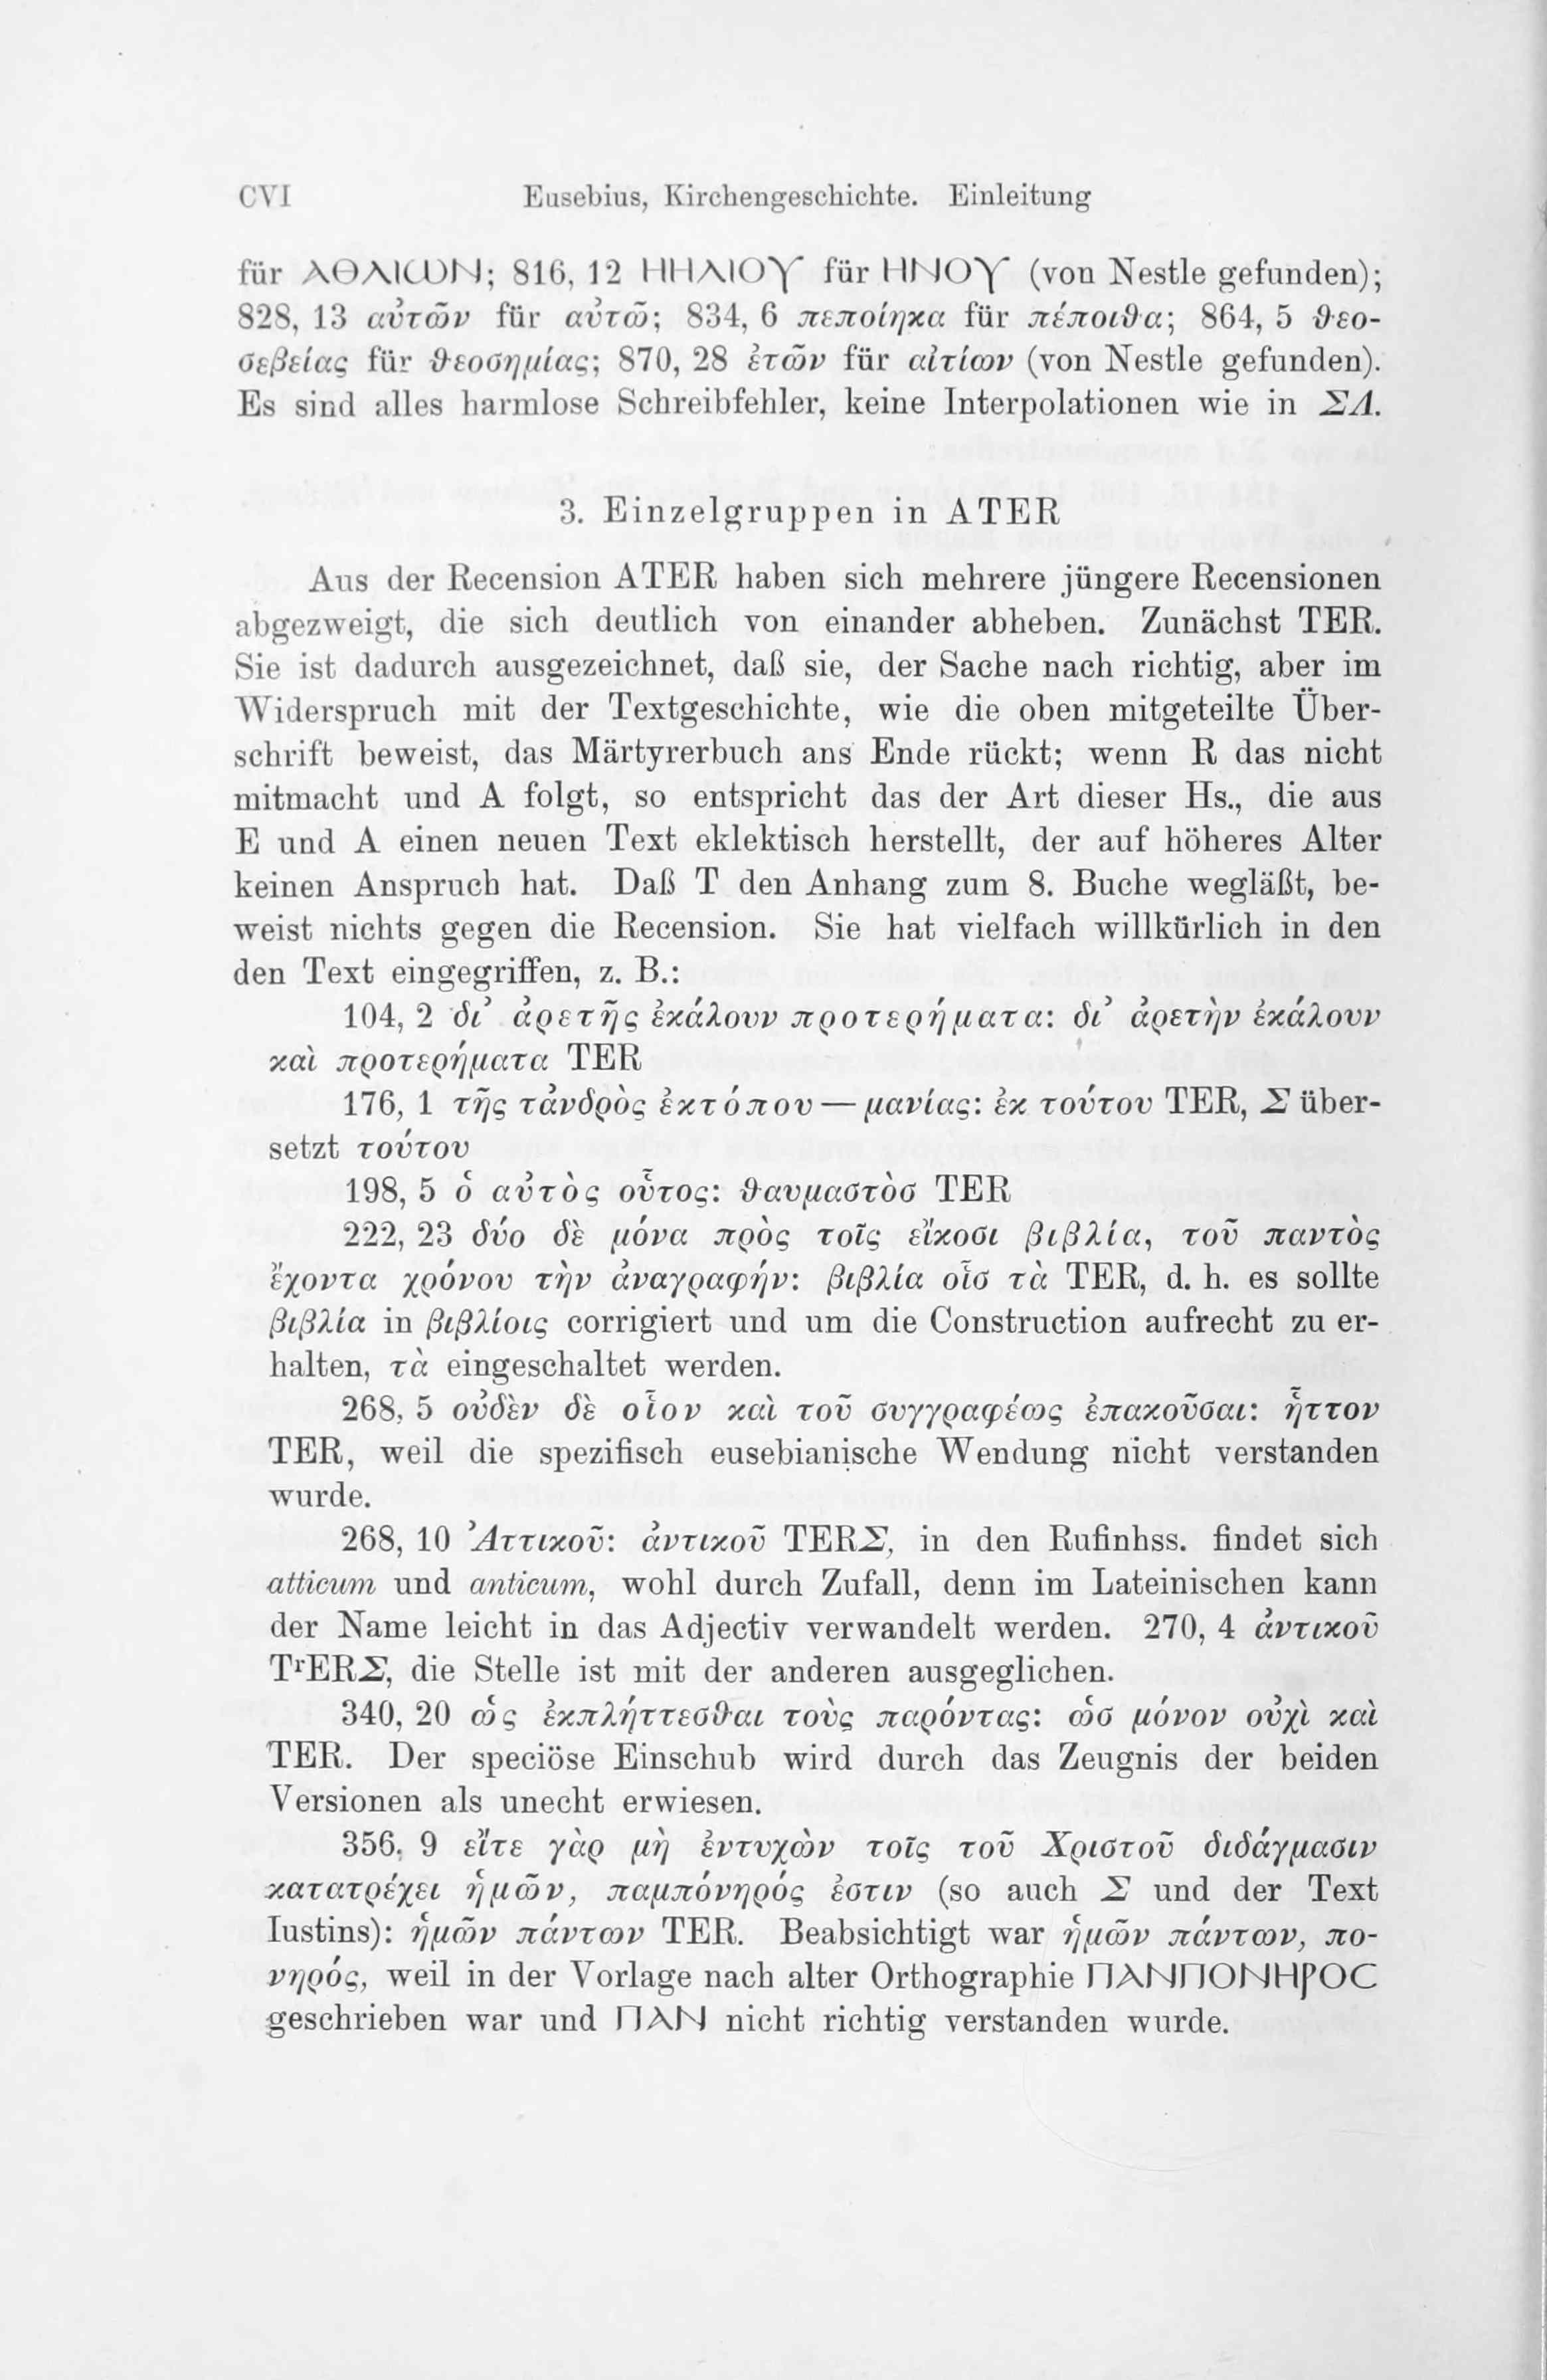 CVI Eusebius, Kirchengeschichte. Einleitung
für ΑΘΛΙΩΝ; 816, 12 ΗΗΛΙΟΥ für ΗΝΟΥ (von Nestle gefunden);
828, 13 αὐτῶν für αὐτῶ; 834, 6 πεποίηκα für πέποιθα; 864, 5 θεο-
σεβείας für θεοσημίας; 870, 28 ἐτῶν für αἰτίων (von Nestle gefunden).
Es sind alles harmlose Schreibfehler, keine Interpolationen wie in ΣΛ.
3. Einzelgruppen in ATER
Aus der Recension ATER haben sich mehrere jüngere Recensionen
abgezweigt, die sich deutlich von einander abheben. Zunächst TER.
Sie ist dadurch ausgezeichnet, daß sie, der Sache nach richtig, aber im
Widerspruch mit der Textgeschichte, wie die oben mitgeteilte Über-
schrift beweist, das Märtyrerbuch ans Ende rückt; wenn R das nicht
mitmacht und A folgt, so entspricht das der Art dieser Hs., die aus
E und A einen neuen Text eklektisch herstellt, der auf höheres Alter
keinen Anspruch hat. Daß T den Anhang zum 8. Buche wegläßt, be-
weist nichts gegen die Recension. Sie hat vielfach willkürlich in den
den Text eingegriffen, z. B.:
104, 2 δι᾽ ἀρετῆς ἐκάλουν προτερήματα: δι᾽ ἀρετὴν ἐκάλουν
καὶ προτερήματα TER
176, 1 τῆς τἀνδρὸς ἐκτόπου — μανίας: ἐκ τούτου TER, Σ über-
setzt τούτου
198, 5 ὁ αὐτὸς οὗτος: θαυμαστὸσ TER
222, 23 δύο δὲ μόνα πρὸς τοῖς εἴκοσι βιβλία, τοῦ παντὸς
ἔχοντα χρόνου τὴν ἀναγραφήν: βιβλία οἷσ τὰ TER, d. h. es sollte
βιβλία in βιβλίοις corrigiert und um die Construction aufrecht zu er-
halten, τὰ eingeschaltet werden.
268, 5 οὐδὲν δὲ οἷον καὶ τοῦ συγγραφέως ἐπακοῦσαι: ἧττον
TER, weil die spezifisch eusebianische Wendung nicht verstanden
wurde.
268, 10 Ἀττικοῦ: ἀντικοῦ TERΣ, in den Rufinhss. findet sich
atticum und anticum, wohl durch Zufall, denn im Lateinischen kann
der Name leicht in das Adjectiv verwandelt werden. 270, 4 ἀντικοῦ
TʳERΣ, die Stelle ist mit der anderen ausgeglichen.
340, 20 ὡς ἐκπλήττεσθαι τοὺς παρόντας: ὡσ μόνον οὐχὶ καὶ
TER. Der speciöse Einschub wird durch das Zeugnis der beiden
Versionen als unecht erwiesen.
356, 9 εἴτε γὰρ μὴ ἐντυχὼν τοῖς τοῦ Χριστοῦ διδάγμασιν
κατατρέχει ἡμῶν, παμπόνηρός ἐστιν (so auch Σ und der Text
Iustins): ἡμῶν πάντων TER. Beabsichtigt war ἡμῶν πάντων, πο-
νηρός, weil in der Vorlage nach alter Orthographie ΠΑΝΠΟΝΗΡΟC
geschrieben war und ΠΑΝ nicht richtig verstanden wurde.